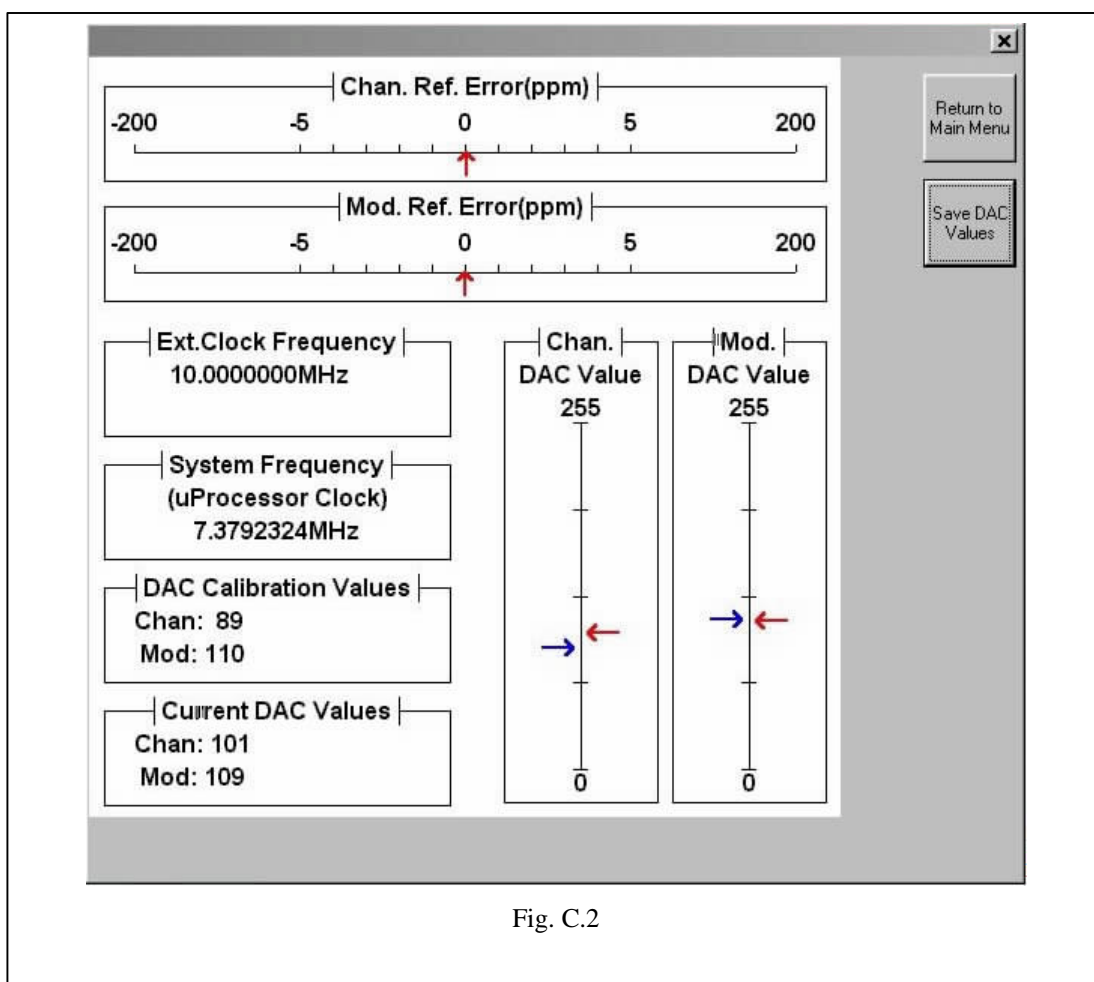 Chan. Ref. Error(ppm)
-200 -5 0 5 200
Mod. Ref. Error(ppm)
-200 -5 0 5 200
Return to
Main Menu
Save DAC
Values
Ext.Clock Frequency
10.0000000MHz
System Frequency
(uProcessor Clock)
7.3792324MHz
DAC Calibration Values
Chan: 89
Mod: 110
Current DAC Values
Chan: 101
Mod: 109
Chan.
DAC Value
255
0
Mod.
DAC Value
255
0
Fig. C.2